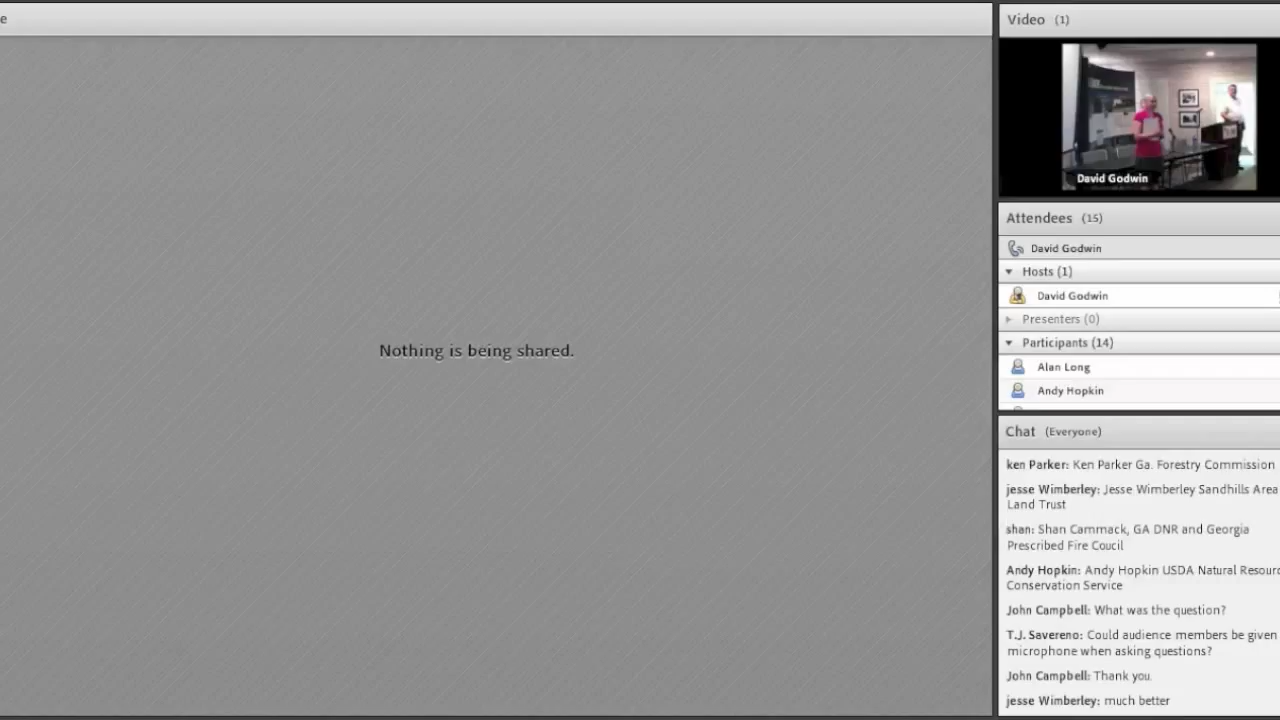 e
Nothing is being shared.
Video (1)
David Godwin
Attendees (15)
David Godwin
Hosts (1)
David Godwin
Presenters (0)
Participants (14)
Alan Long
Andy Hopkin
Chat (Everyone)
ken Parker: Ken Parker Ga. Forestry Commission
jesse Wimberley: Jesse Wimberley Sandhills Area
Land Trust
shan: Shan Cammack, GA DNR and Georgia
Prescribed Fire Coucil
Andy Hopkin: Andy Hopkin USDA Natural Resourc
Conservation Service
John Campbell: What was the question?
T.J. Savereno: Could audience members be given
microphone when asking questions?
John Campbell: Thank you.
jesse Wimberley: much better